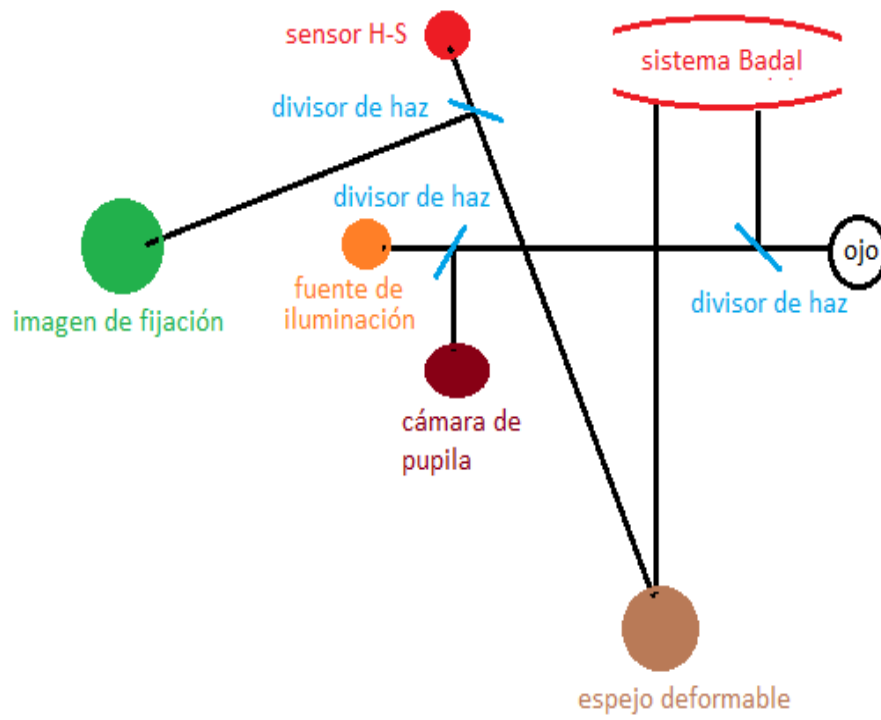 sensor H-S
sistema Badal
divisor de haz
divisor de haz
ojo
fuente de
iluminación
divisor de haz
imagen de fijación
cámara de
pupila
espejo deformable